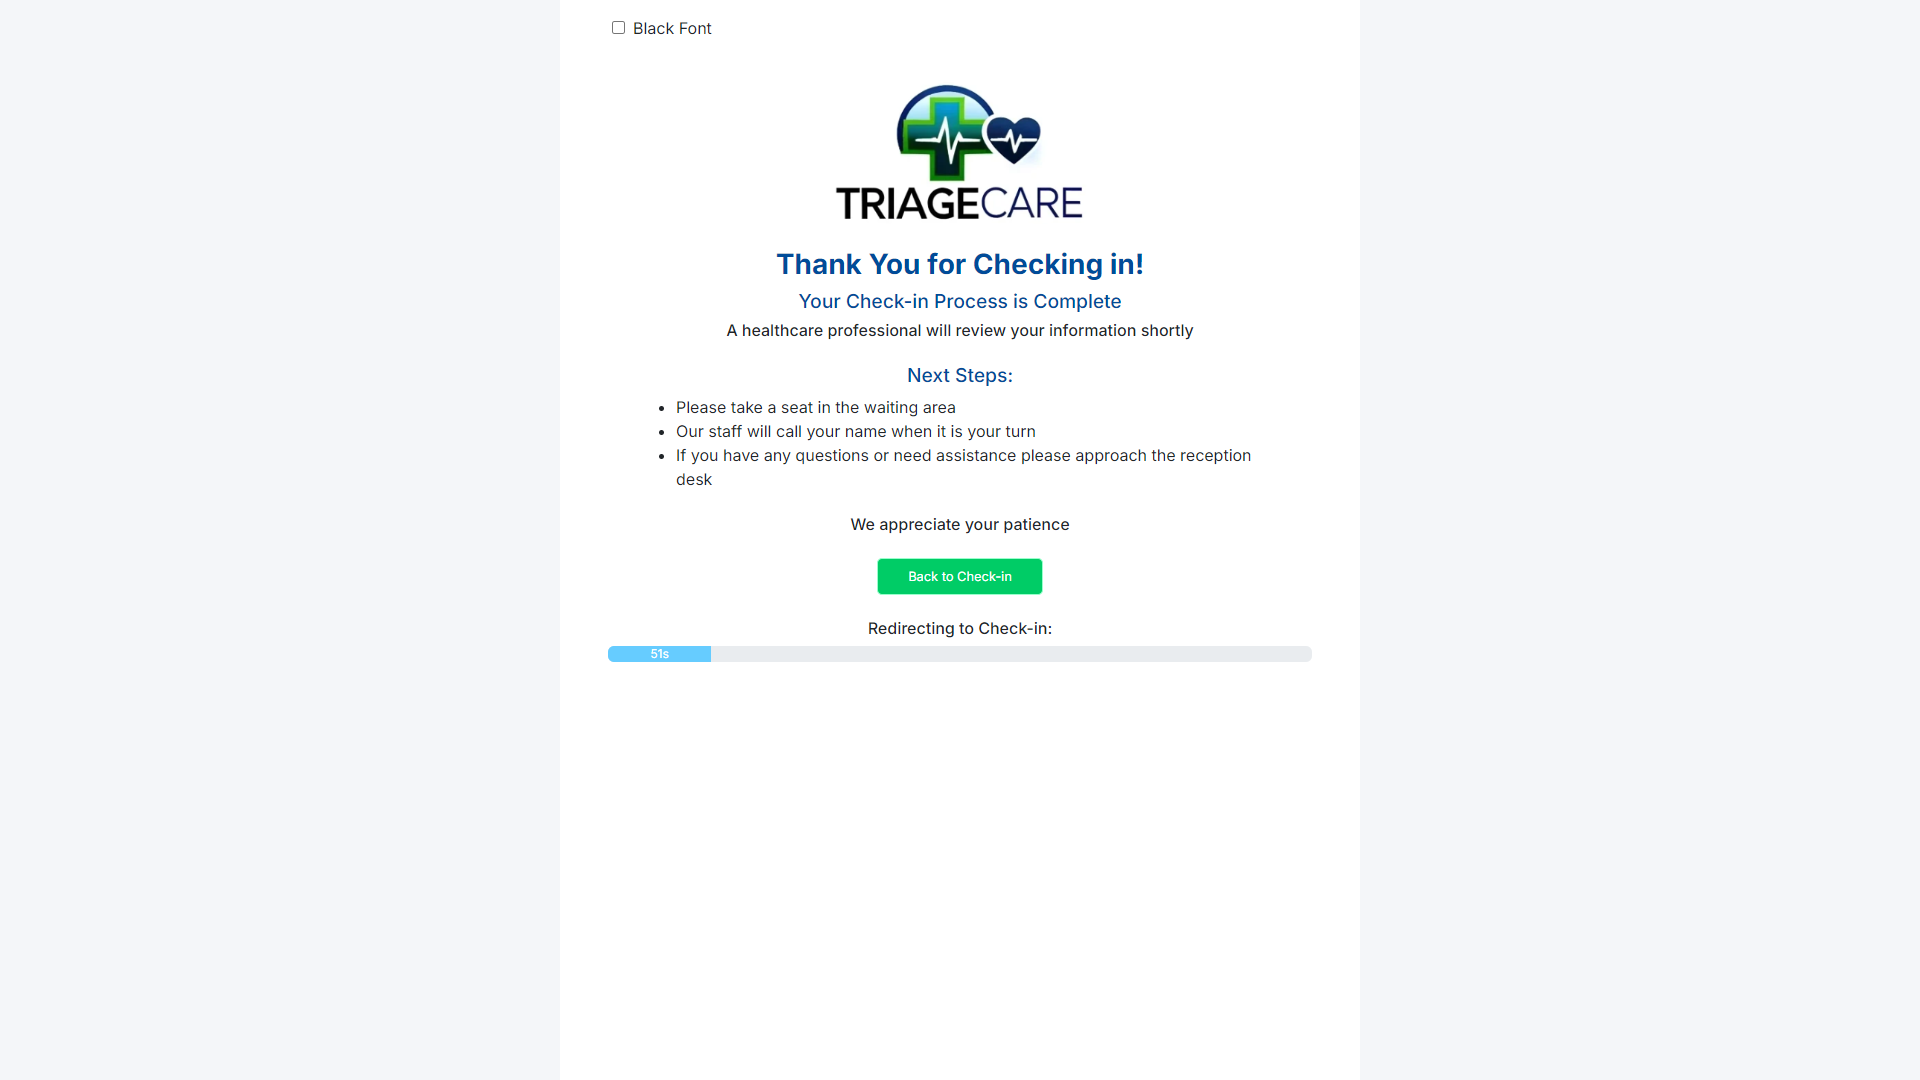 Black Font
TRIAGECARE
Thank You for Checking in!
Your Check-in Process is Complete
A healthcare professional will review your information shortly
Next Steps:
• Please take a seat in the waiting area
• Our staff will call your name when it is your turn
• If you have any questions or need assistance please approach the reception
desk
We appreciate your patience
Back to Check-in
Redirecting to Check-in:
51s